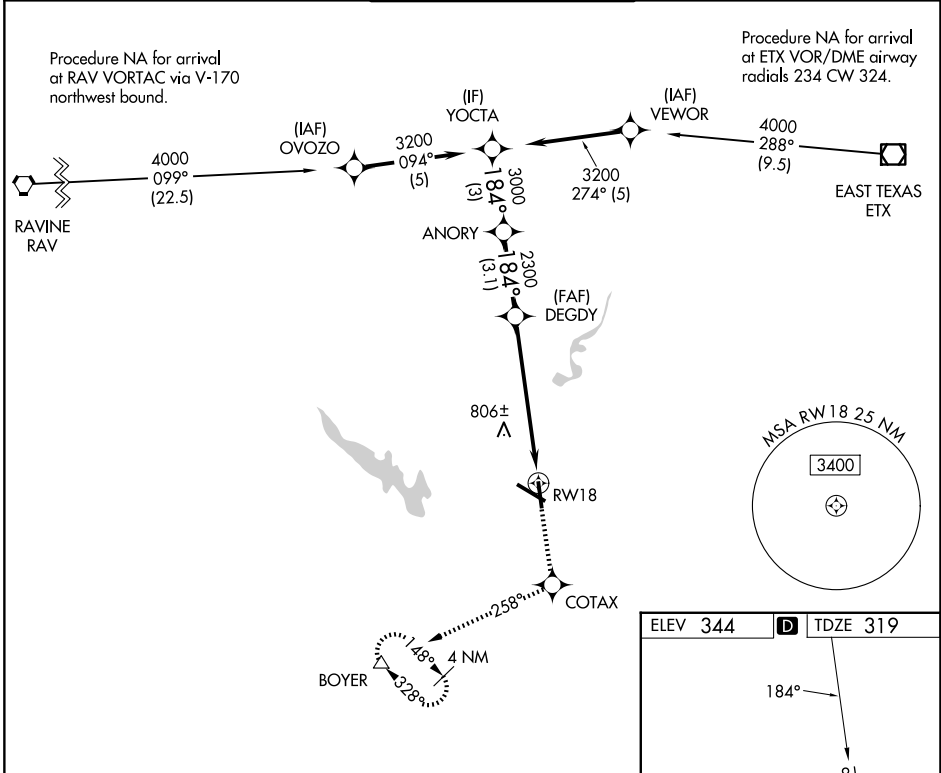 Procedure NA for arrival
at RAV VORTAC via V-170
northwest bound.
Procedure NA for arrival
at ETX VOR/DME airway
radials 234 CW 324.
(IF)
YOCTA
(IAF)
VEWOR
(IAF)
OVOZO
3200
094°
(5)
4000
288°
(9.5)
4000
099°
(22.5)
3200
274° (5)
EAST TEXAS
ETX
RAVINE
RAV
3000
184°
(3)
ANORY
2300
184°
(3.1)
(FAF)
DEGDY
806±
MSA RW18 25 NM
3400
RW18
COTAX
258°
BOYER
148°
4 NM
328°
ELEV 344 D TDZE 319
184°